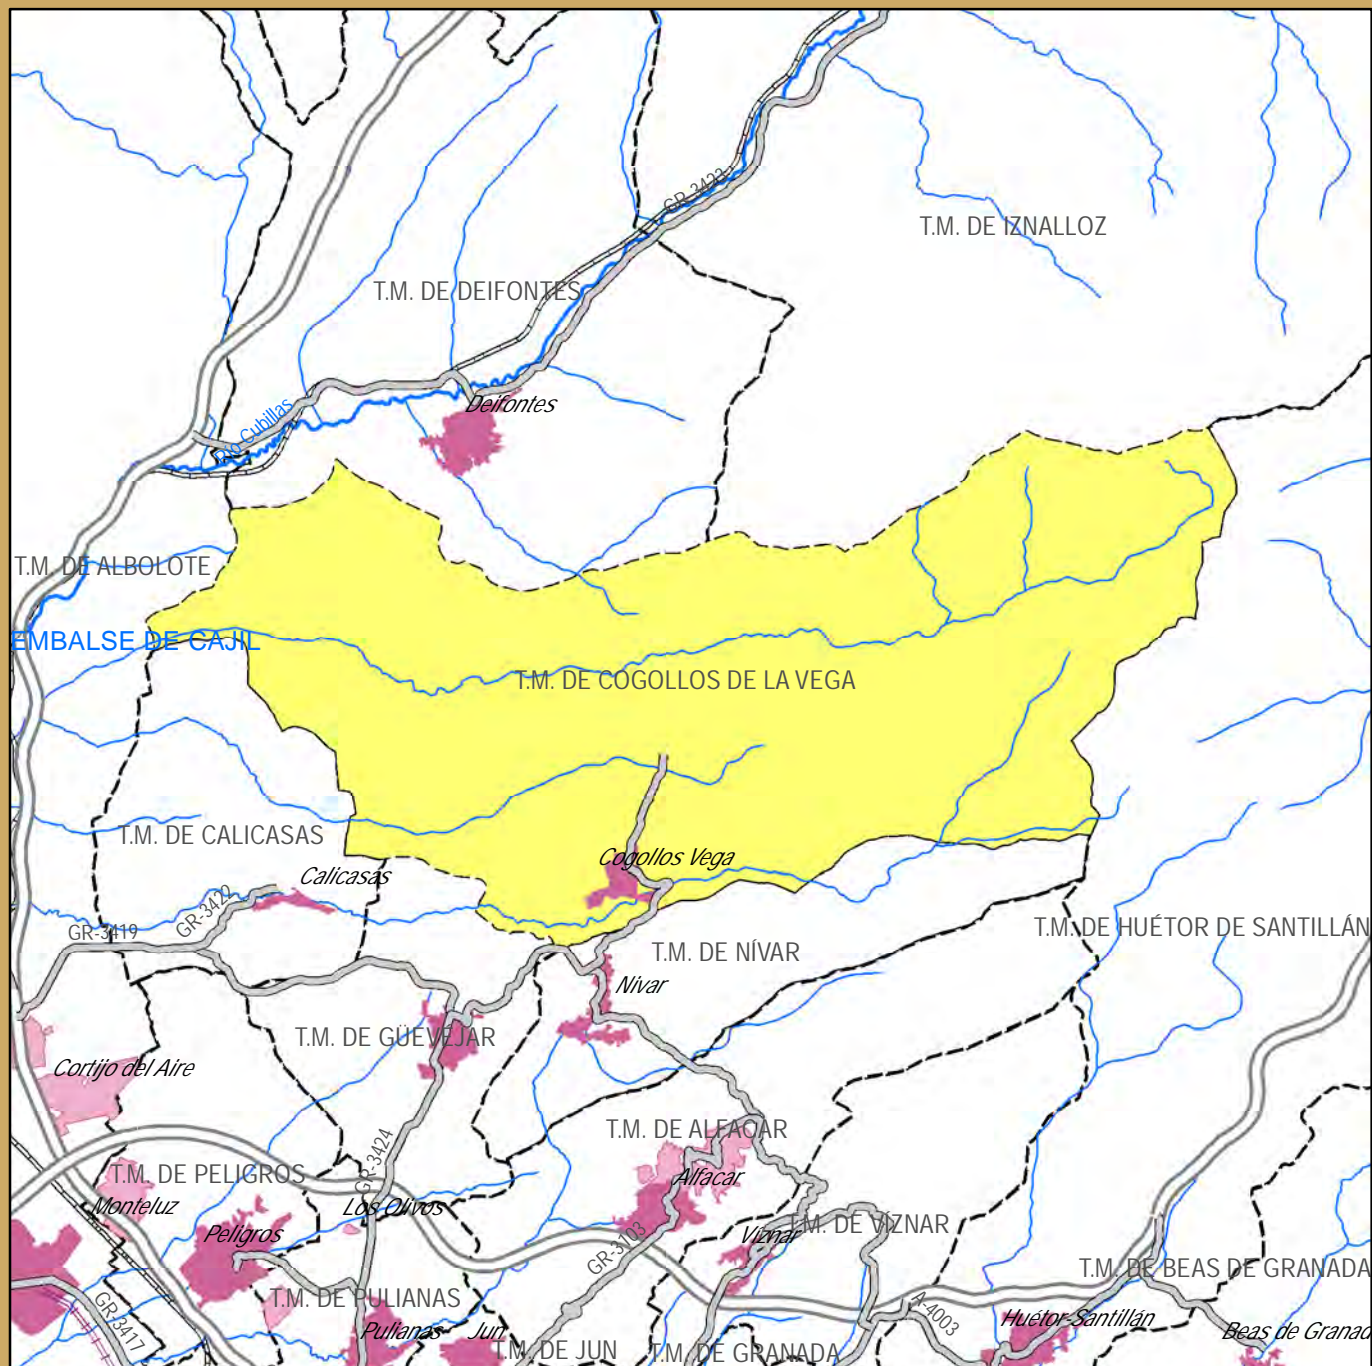 GR-3423
T.M. DE IZNALLOZ
T.M. DE DEIFONTES
Deifontes
Río Cubillas
T.M. DE ALBOLOTE
EMBALSE DE CAJIL
T.M. DE COGOLLOS DE LA VEGA
T.M. DE CALICASAS
Cogollos Vega
Calicasas
GR-3422
GR-3419
T.M. DE HUÉTOR DE SANTILLÁN
T.M. DE NÍVAR
Nívar
T.M. DE GÜEVÉJAR
Cortijo del Aire
T.M. DE ALFACAR
GR-3424
T.M. DE PELIGROS
Alfacar
Monteluz
Los Olivos
Peligros
T.M. DE VÍZNAR
Víznar
GR-3103
T.M. DE BEAS DE GRANADA
T.M. DE PULIANAS
GR-3417
A-4003
Huétor-Santillán
Pulianas
Jun
Beas de Granad
T.M. DE JUN
T.M. DE GRANADA